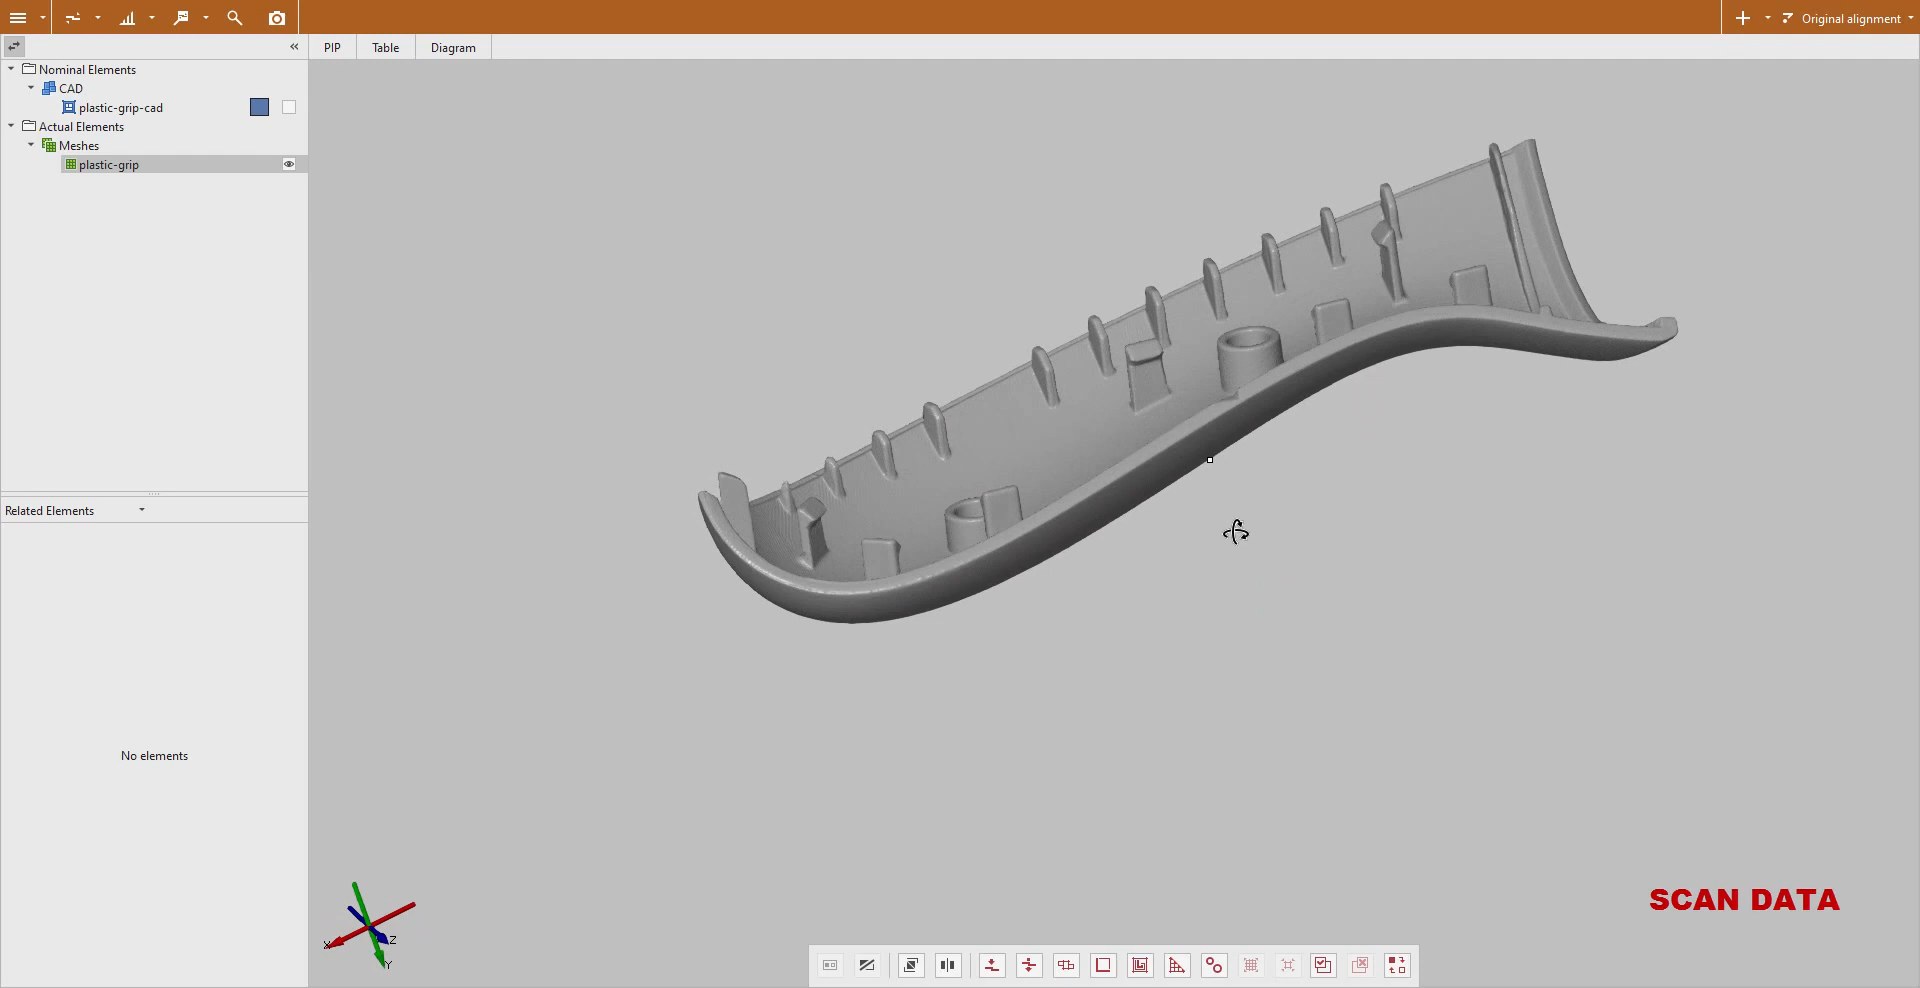 Original alignment
PIP Table Diagram
Nominal Elements
CAD
plastic-grip-cad
Actual Elements
Meshes
plastic-grip
Related Elements
No elements
SCAN DATA
X
Z
Y